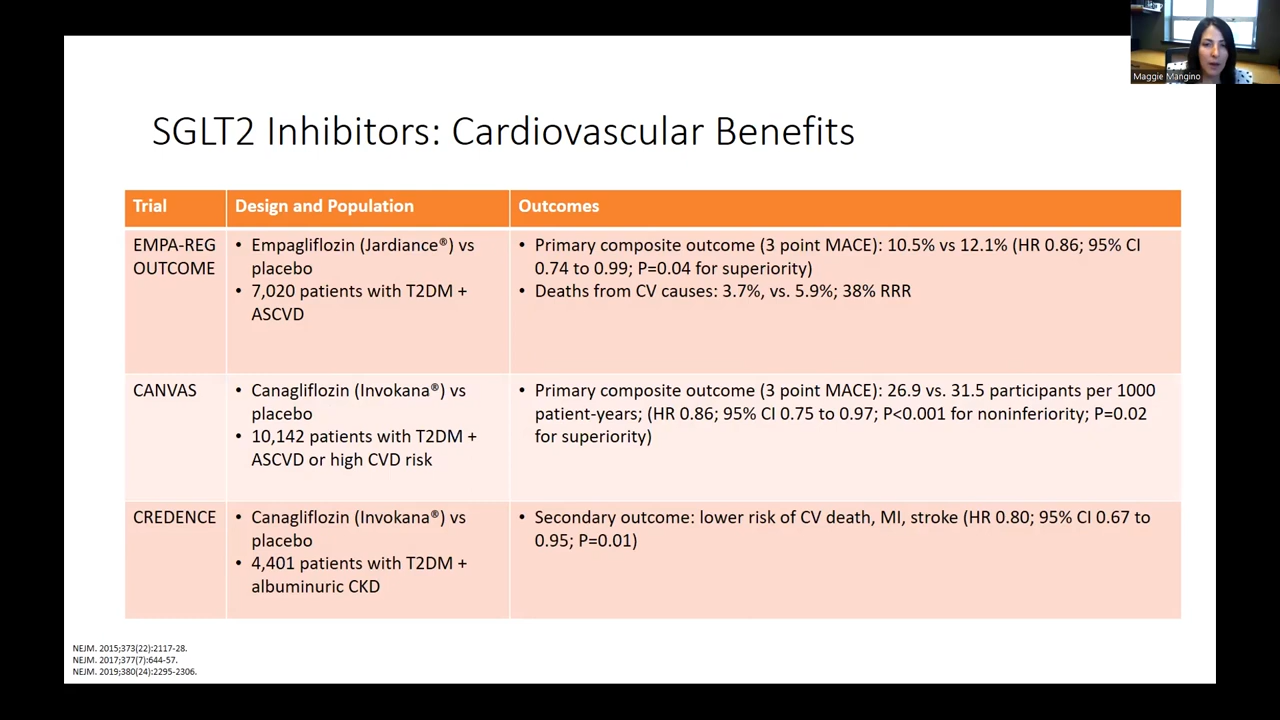 Maggie Mangino
SGLT2 Inhibitors: Cardiovascular Benefits
Trial
Design and Population
Outcomes
EMPA-REG
OUTCOME
• Empagliflozin (Jardiance®) vs
placebo
• 7,020 patients with T2DM +
ASCVD
• Primary composite outcome (3 point MACE): 10.5% vs 12.1% (HR 0.86; 95% CI
0.74 to 0.99; P=0.04 for superiority)
• Deaths from CV causes: 3.7%, vs. 5.9%; 38% RRR
CANVAS
• Canagliflozin (Invokana®) vs
placebo
• 10,142 patients with T2DM +
ASCVD or high CVD risk
• Primary composite outcome (3 point MACE): 26.9 vs. 31.5 participants per 1000
patient-years; (HR 0.86; 95% CI 0.75 to 0.97; P<0.001 for noninferiority; P=0.02
for superiority)
CREDENCE
• Canagliflozin (Invokana®) vs
placebo
• 4,401 patients with T2DM +
albuminuric CKD
• Secondary outcome: lower risk of CV death, MI, stroke (HR 0.80; 95% CI 0.67 to
0.95; P=0.01)
NEJM. 2015;373(22):2117-28.
NEJM. 2017;377(7):644-57.
NEJM. 2019;380(24):2295-2306.